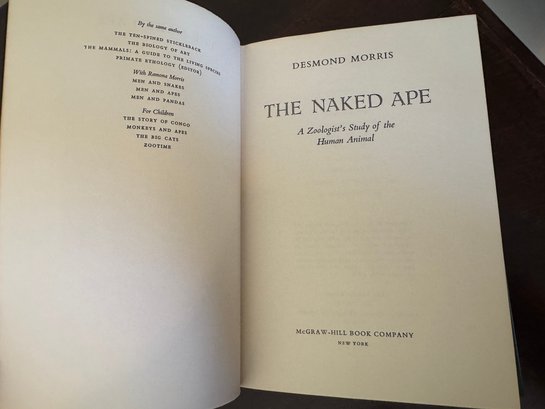 By the same author
THE TEN-SPINED STICKLEBACK
THE BIOLOGY OF ART
THE MAMMALS: A GUIDE TO THE LIVING SPECIES
PRIMATE ETHOLOGY (EDITOR)
With Ramona Morris
MEN AND SNAKES
MEN AND APES
MEN AND PANDAS
For Children
THE STORY OF CONGO
MONKEYS AND APES
THE BIG CATS
ZOOTIME
DESMOND MORRIS
THE NAKED APE
A Zoologist's Study of the
Human Animal
McGRAW-HILL BOOK COMPANY
NEW YORK